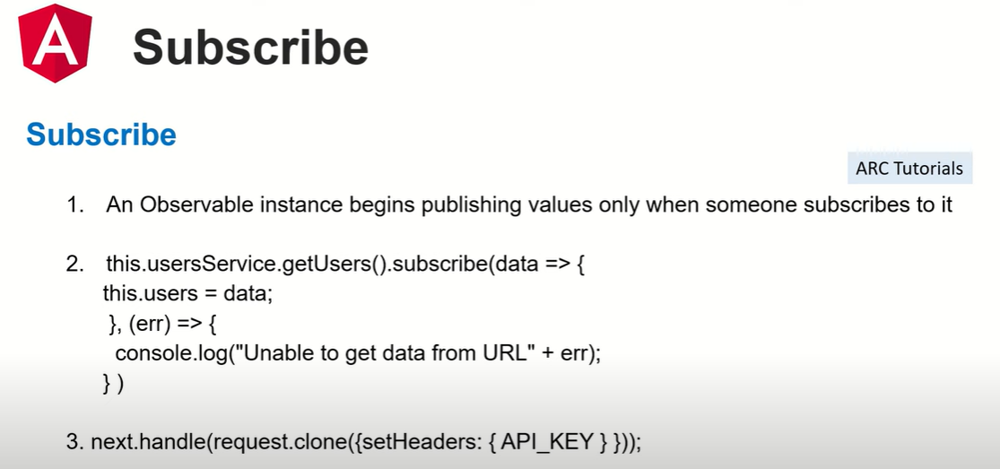 Subscribe
Subscribe
ARC Tutorials
1. An Observable instance begins publishing values only when someone subscribes to it
2. this.usersService.getUsers().subscribe(data => {
this.users = data;
}, (err) => {
console.log("Unable to get data from URL" + err);
} )
3. next.handle(request.clone({setHeaders: { API_KEY } }));